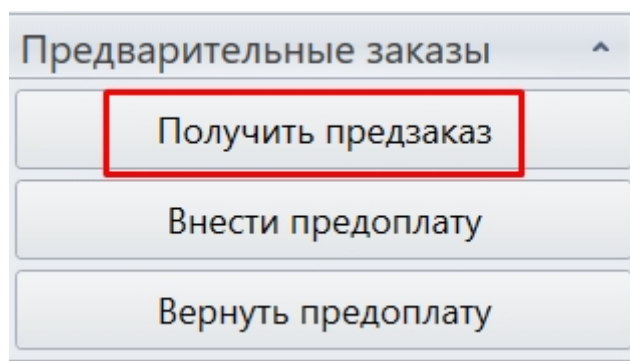 Предварительные заказы
Получить предзаказ
Внести предоплату
Вернуть предоплату